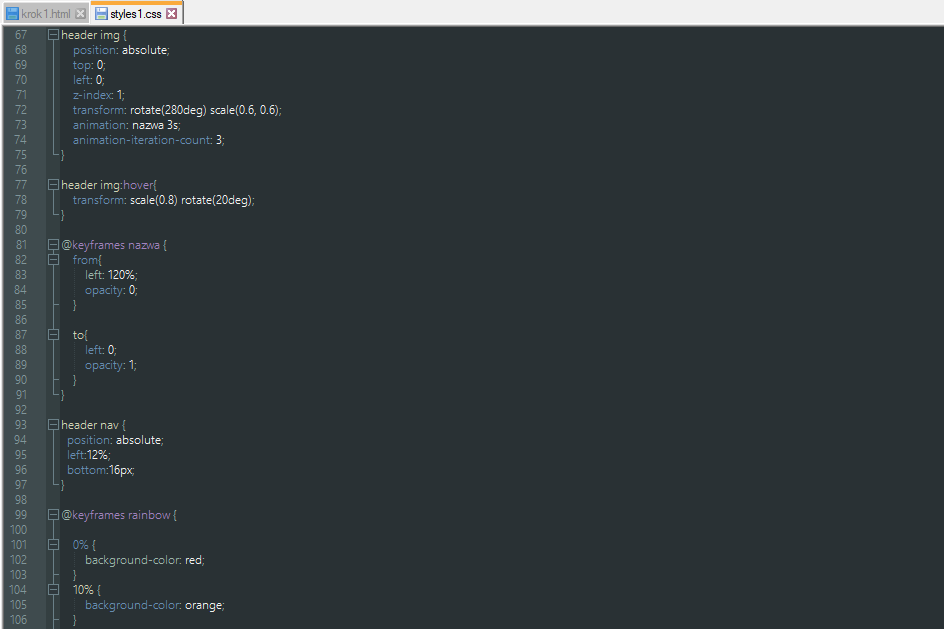 krok1.html styles1.css
67 header img {
68 position: absolute;
69 top: 0;
70 left: 0;
71 z-index: 1;
72 transform: rotate(280deg) scale(0.6, 0.6);
73 animation: nazwa 3s;
74 animation-iteration-count: 3;
75 }
76
77 header img:hover{
78 transform: scale(0.8) rotate(20deg);
79 }
80
81 @keyframes nazwa {
82 from{
83 left: 120%;
84 opacity: 0;
85 }
86
87 to{
88 left: 0;
89 opacity: 1;
90 }
91 }
92
93 header nav {
94 position: absolute;
95 left:12%;
96 bottom:16px;
97 }
98
99 @keyframes rainbow {
100
101 0% {
102 background-color: red;
103 }
104 10% {
105 background-color: orange;
106 }